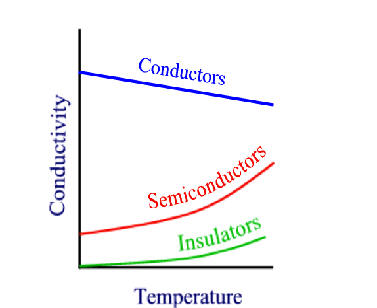 Conductors
Conductivity
Semiconductors
Insulators
Temperature